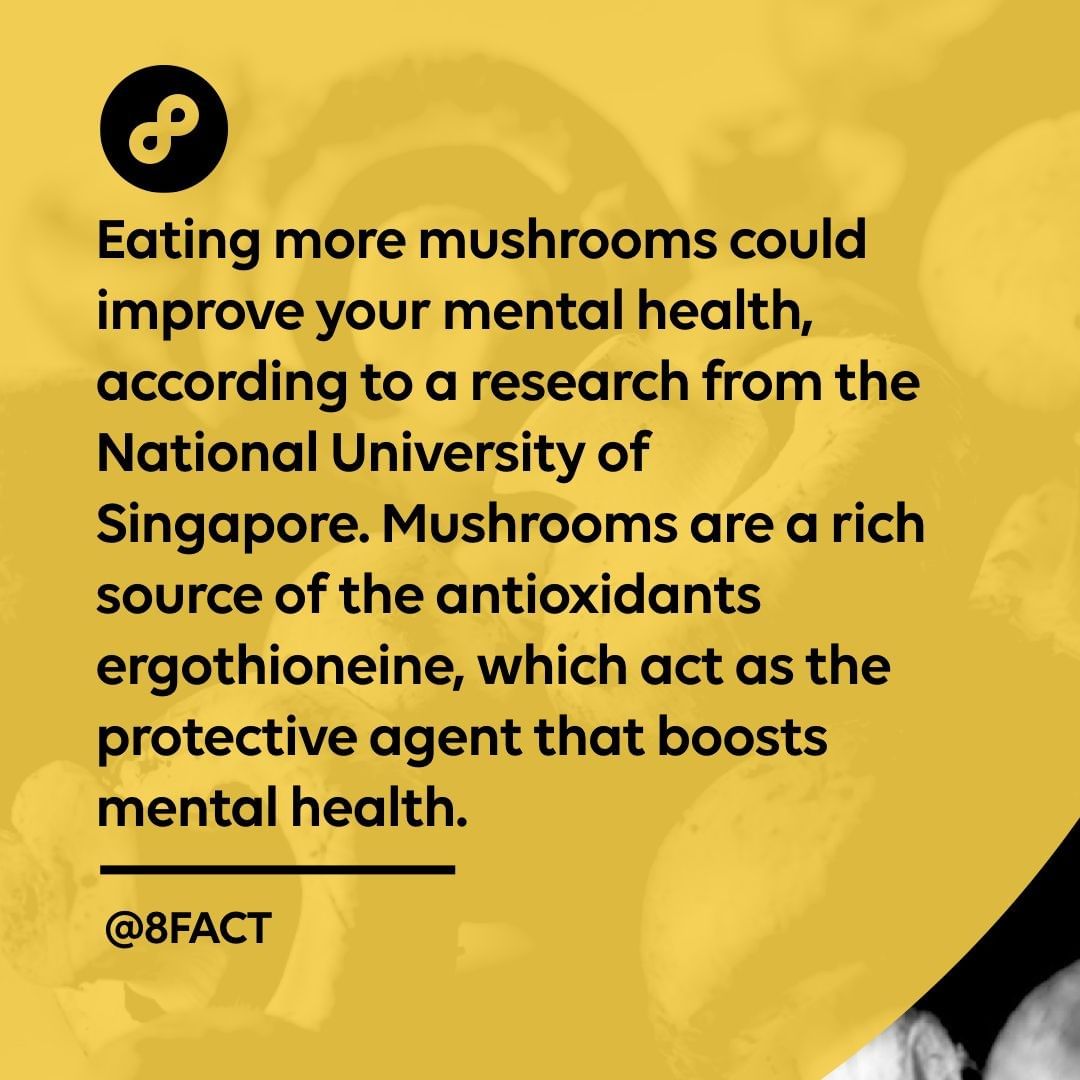 Eating more mushrooms could
improve your mental health,
according to a research from the
National University of
Singapore. Mushrooms are a rich
source of the antioxidants
ergothioneine, which act as the
protective agent that boosts
mental health.
@8FACT